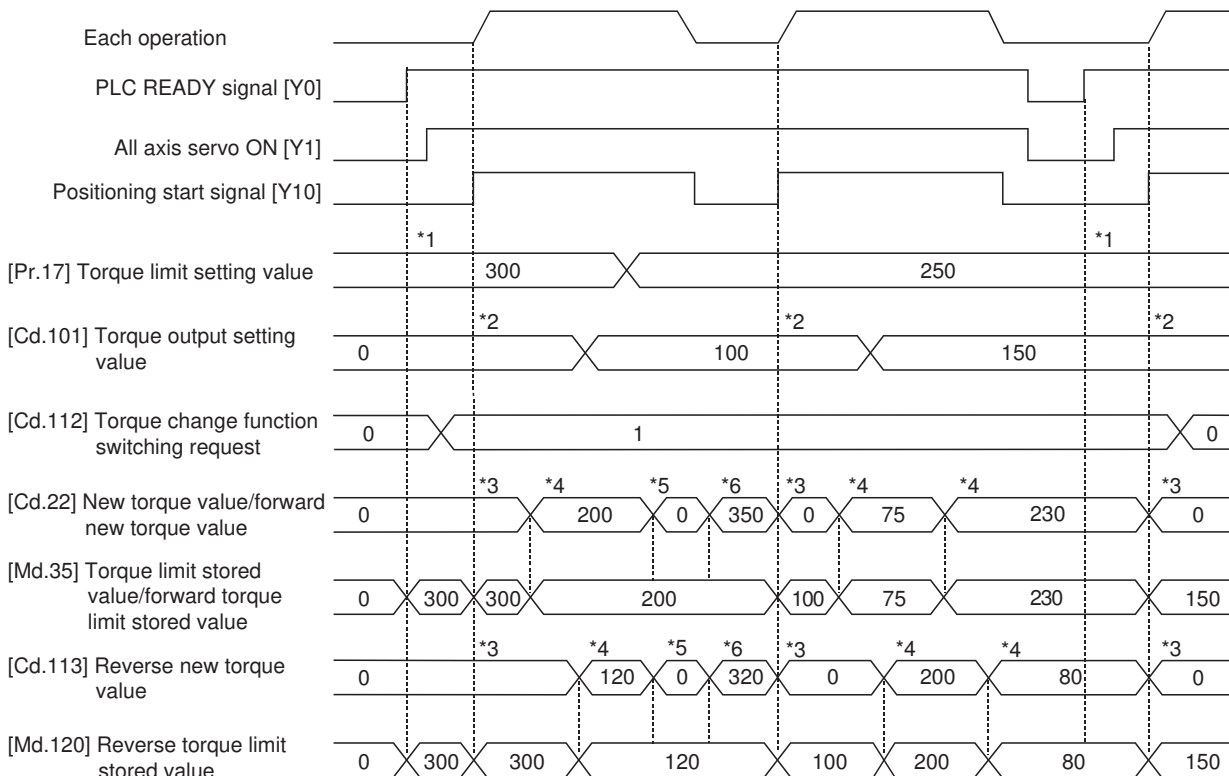 Each operation
PLC READY signal [Y0]
All axis servo ON [Y1]
Positioning start signal [Y10]
*1 *1
[Pr.17] Torque limit setting value 300 250
*2 *2 *2
[Cd.101] Torque output setting
value
0 100 150
[Cd.112] Torque change function
switching request
0 1 0
*3 *4 *5 *6 *3 *4 *4 *3
[Cd.22] New torque value/forward
new torque value
0 200 0 350 0 75 230 0
[Md.35] Torque limit stored
value/forward torque
limit stored value
0 300 300 200 100 75 230 150
*3 *4 *5 *6 *3 *4 *4 *3
[Cd.113] Reverse new torque
value
0 120 0 320 0 200 80 0
[Md.120] Reverse torque limit
stored value
0 300 300 120 100 200 80 150